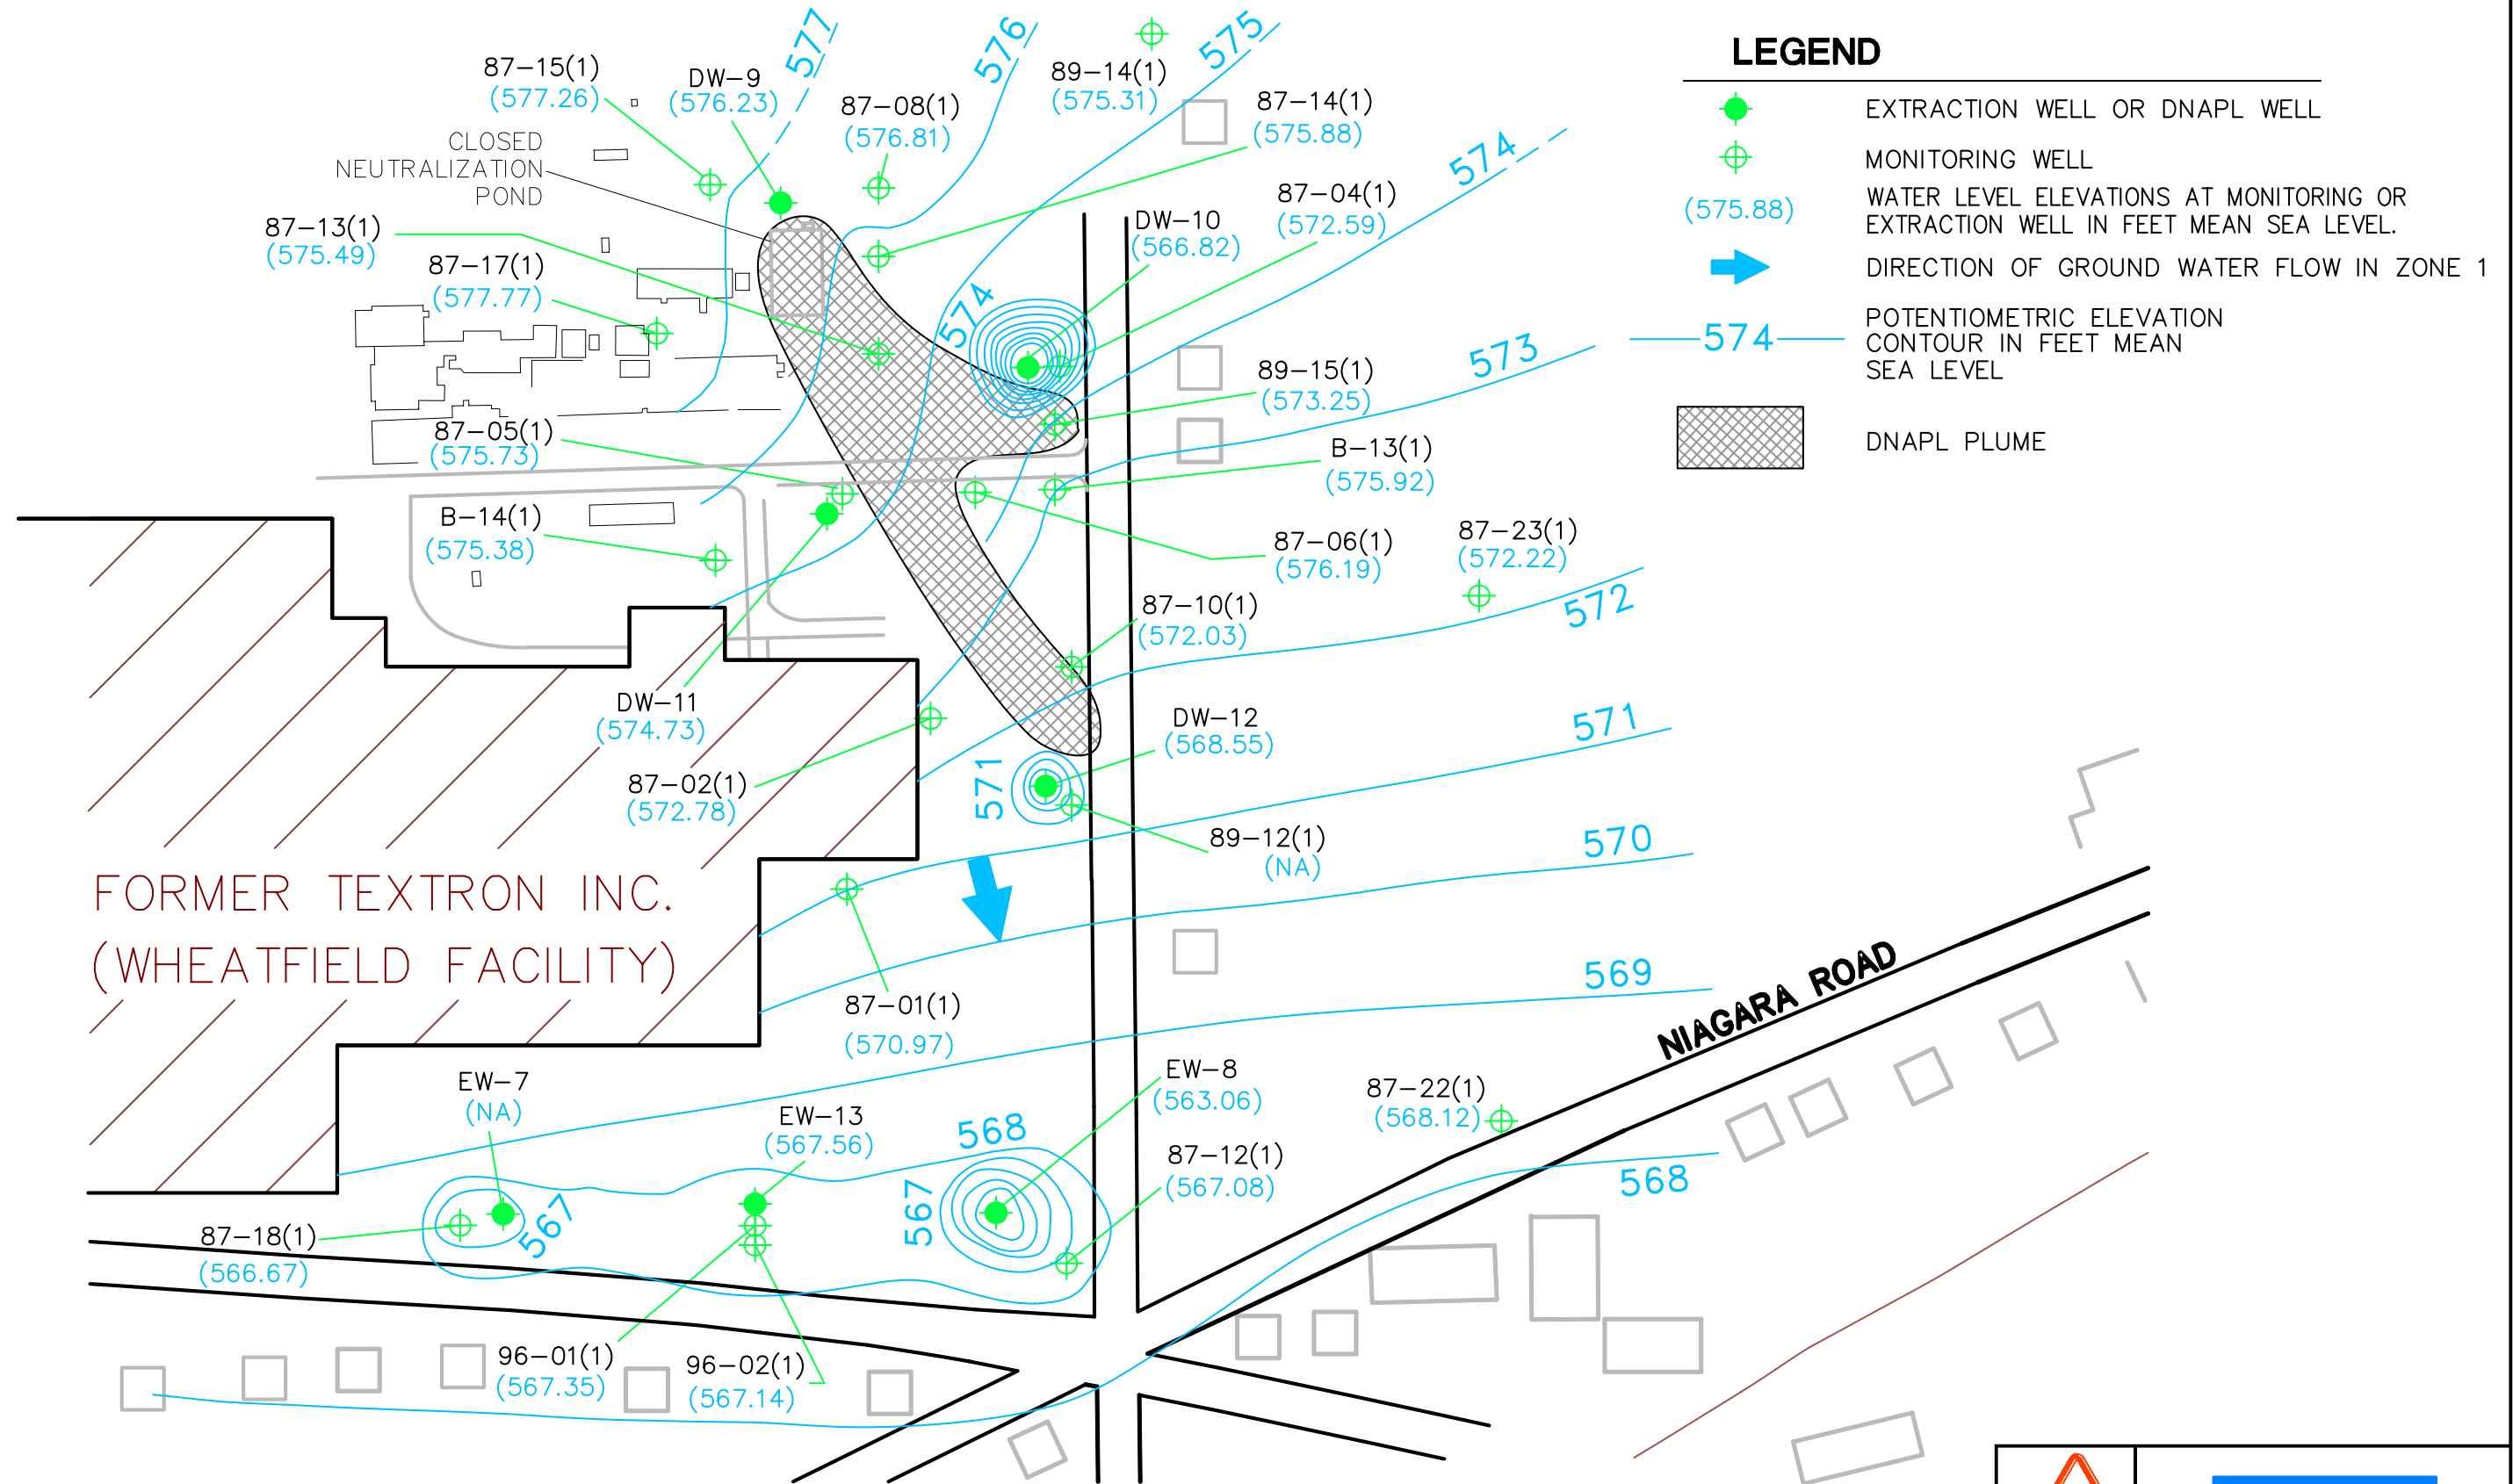 577
576
575
574
87-15(1)
(577.26)
DW-9
(576.23)
87-08(1)
(576.81)
89-14(1)
(575.31)
87-14(1)
(575.88)
CLOSED
NEUTRALIZATION
POND
87-13(1)
(575.49)
87-17(1)
(577.77)
DW-10
(566.82)
87-04(1)
(572.59)
574
573
89-15(1)
(573.25)
87-05(1)
(575.73)
B-13(1)
(575.92)
B-14(1)
(575.38)
87-06(1)
(576.19)
87-23(1)
(572.22)
572
87-10(1)
(572.03)
DW-11
(574.73)
DW-12
(568.55)
571
87-02(1)
(572.78)
571
89-12(1)
(NA)
570
FORMER TEXTRON INC.
(WHEATFIELD FACILITY)
569
87-01(1)
(570.97)
NIAGARA ROAD
EW-7
(NA)
EW-13
(567.56)
568
EW-8
(563.06)
87-22(1)
(568.12)
87-12(1)
(567.08)
568
567
567
87-18(1)
(566.67)
96-01(1)
(567.35)
96-02(1)
(567.14)
LEGEND
EXTRACTION WELL OR DNAPL WELL
MONITORING WELL
(575.88)
WATER LEVEL ELEVATIONS AT MONITORING OR
EXTRACTION WELL IN FEET MEAN SEA LEVEL.
DIRECTION OF GROUND WATER FLOW IN ZONE 1
574
POTENTIOMETRIC ELEVATION
CONTOUR IN FEET MEAN
SEA LEVEL
DNAPL PLUME